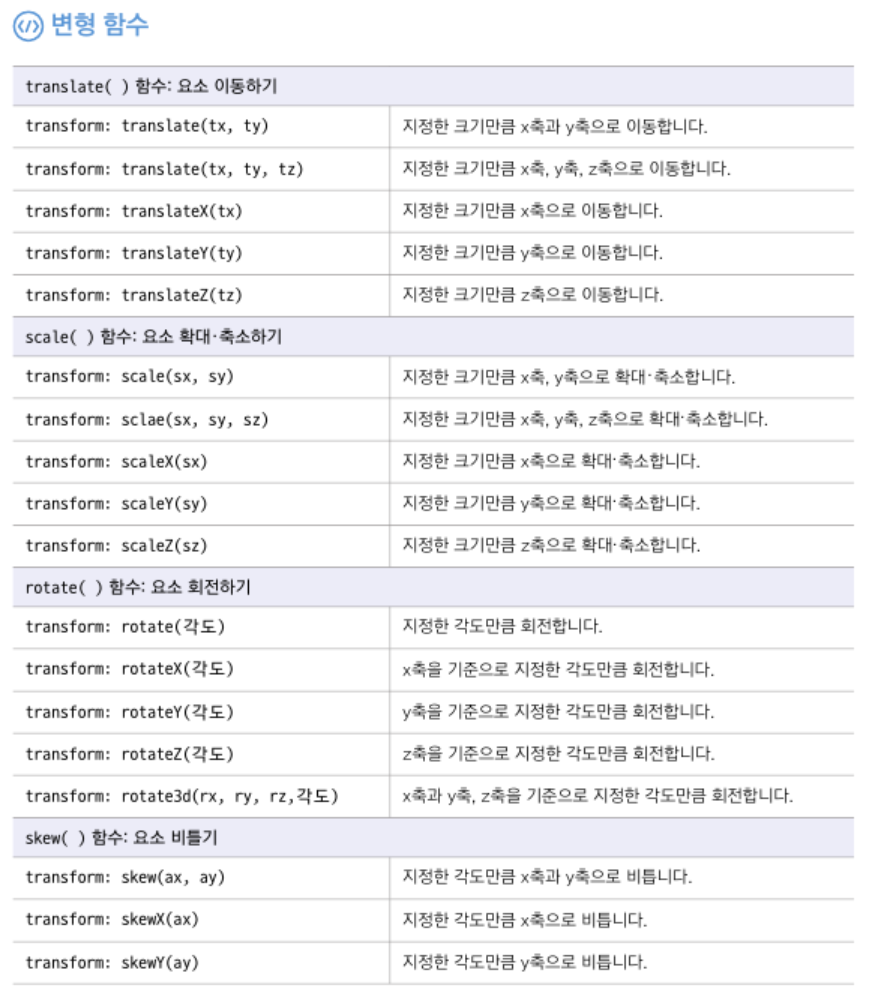 </> 변형 함수
translate( ) 함수: 요소 이동하기
transform: translate(tx, ty) 지정한 크기만큼 x축과 y축으로 이동합니다.
transform: translate(tx, ty, tz) 지정한 크기만큼 x축, y축, z축으로 이동합니다.
transform: translateX(tx) 지정한 크기만큼 x축으로 이동합니다.
transform: translateY(ty) 지정한 크기만큼 y축으로 이동합니다.
transform: translateZ(tz) 지정한 크기만큼 z축으로 이동합니다.
scale( ) 함수: 요소 확대·축소하기
transform: scale(sx, sy) 지정한 크기만큼 x축, y축으로 확대·축소합니다.
transform: sclae(sx, sy, sz) 지정한 크기만큼 x축, y축, z축으로 확대·축소합니다.
transform: scaleX(sx) 지정한 크기만큼 x축으로 확대·축소합니다.
transform: scaleY(sy) 지정한 크기만큼 y축으로 확대·축소합니다.
transform: scaleZ(sz) 지정한 크기만큼 z축으로 확대·축소합니다.
rotate( ) 함수: 요소 회전하기
transform: rotate(각도) 지정한 각도만큼 회전합니다.
transform: rotateX(각도) x축을 기준으로 지정한 각도만큼 회전합니다.
transform: rotateY(각도) y축을 기준으로 지정한 각도만큼 회전합니다.
transform: rotateZ(각도) z축을 기준으로 지정한 각도만큼 회전합니다.
transform: rotate3d(rx, ry, rz,각도) x축과 y축, z축을 기준으로 지정한 각도만큼 회전합니다.
skew( ) 함수: 요소 비틀기
transform: skew(ax, ay) 지정한 각도만큼 x축과 y축으로 비틉니다.
transform: skewX(ax) 지정한 각도만큼 x축으로 비틉니다.
transform: skewY(ay) 지정한 각도만큼 y축으로 비틉니다.